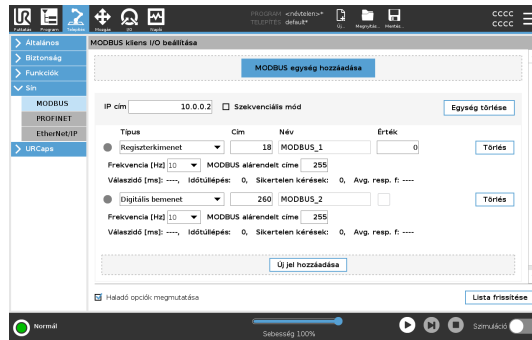 PROGRAM <névtelen>*
TELEPÍTÉS default*
CCCC
CCCC
Futtatás Program Telepítés Mozgás I/O Napló Új... Megnyitás... Mentés...
Általános
MODBUS kliens I/O beállítása
Biztonság
Funkciók
Sín
MODBUS
PROFINET
EtherNet/IP
URCaps
MODBUS egység hozzáadása
IP cím 10.0.0.2 Szekvenciális mód Egység törlése
Típus Cím Név Érték
Regiszterkimenet 18 MODBUS_1 0 Törlés
Frekvencia [Hz] 10 MODBUS alárendelt címe 255
Válaszidő [ms]: ----, Időtúllépés: 0, Sikertelen kérések: 0, Avg. resp. f: ----
Digitális bemenet 260 MODBUS_2 Törlés
Frekvencia [Hz] 10 MODBUS alárendelt címe 255
Válaszidő [ms]: ----, Időtúllépés: 0, Sikertelen kérések: 0, Avg. resp. f: ----
Új jel hozzáadása
Haladó opciók megmutatása Lista frissítése
Normál
Sebesség 100%
Szimuláció